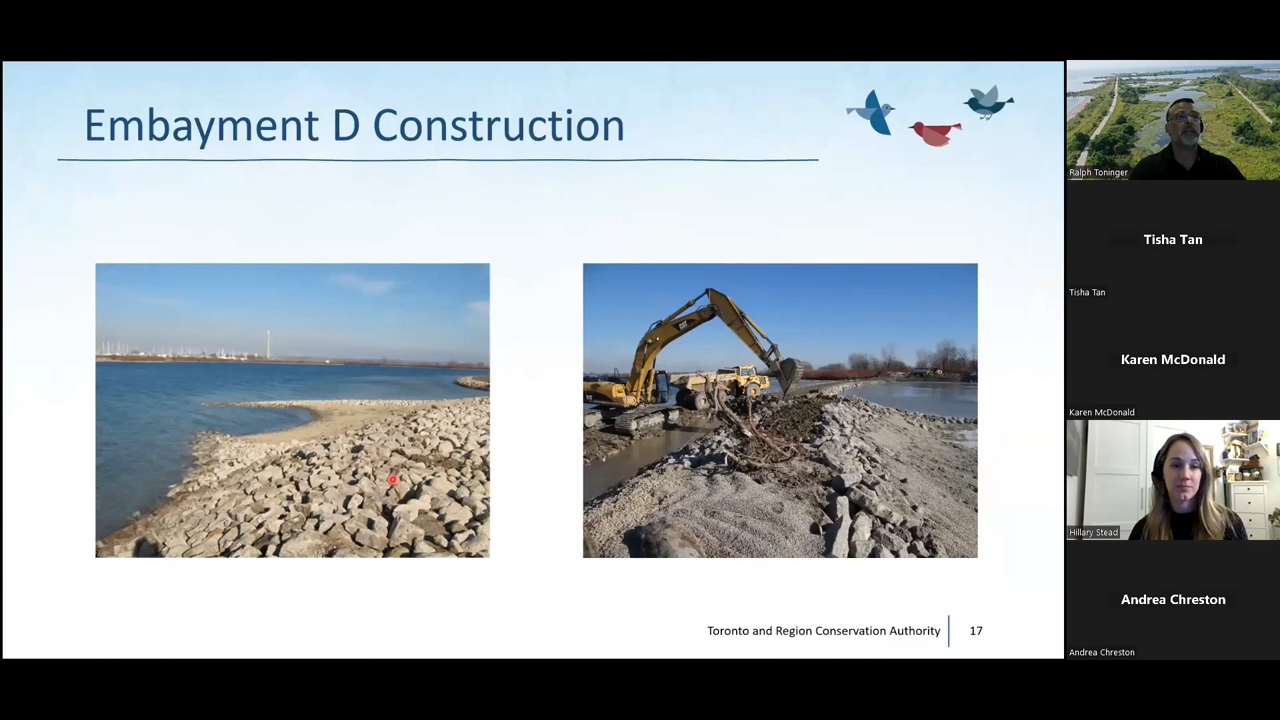 Embayment D Construction
CAT
Toronto and Region Conservation Authority
17
Ralph Toninger
Tisha Tan
Tisha Tan
Karen McDonald
Karen McDonald
Hillary Stead
Andrea Chreston
Andrea Chreston